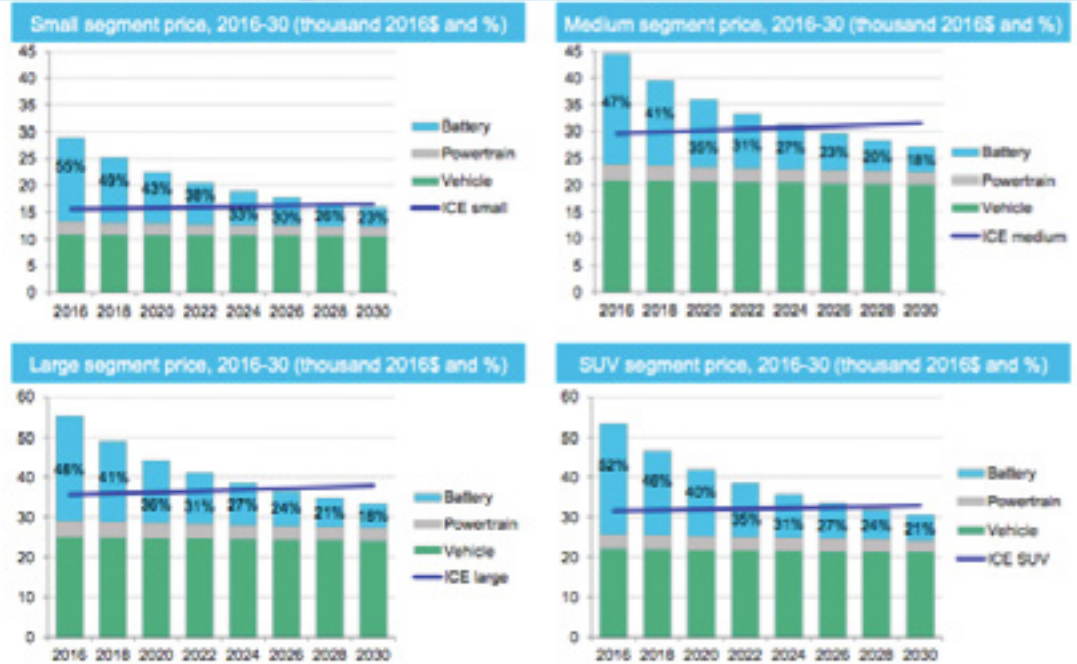 Small segment price, 2016-30 (thousand 2016$ and %)
45
40
35
30
25
20
15
10
5
0
55%
49%
43%
38%
33%
30%
26%
23%
2016 2018 2020 2022 2024 2026 2028 2030
Battery
Powertrain
Vehicle
ICE small
Medium segment price, 2016-30 (thousand 2016$ and %)
45
40
35
30
25
20
15
10
5
0
47%
41%
35%
31%
27%
23%
20%
18%
2016 2018 2020 2022 2024 2026 2028 2030
Battery
Powertrain
Vehicle
ICE medium
Large segment price, 2016-30 (thousand 2016$ and %)
60
50
40
30
20
10
0
48%
41%
36%
31%
27%
24%
21%
18%
2016 2018 2020 2022 2024 2026 2028 2030
Battery
Powertrain
Vehicle
ICE large
SUV segment price, 2016-30 (thousand 2016$ and %)
60
50
40
30
20
10
0
52%
46%
40%
35%
31%
27%
24%
21%
2016 2018 2020 2022 2024 2026 2028 2030
Battery
Powertrain
Vehicle
ICE SUV